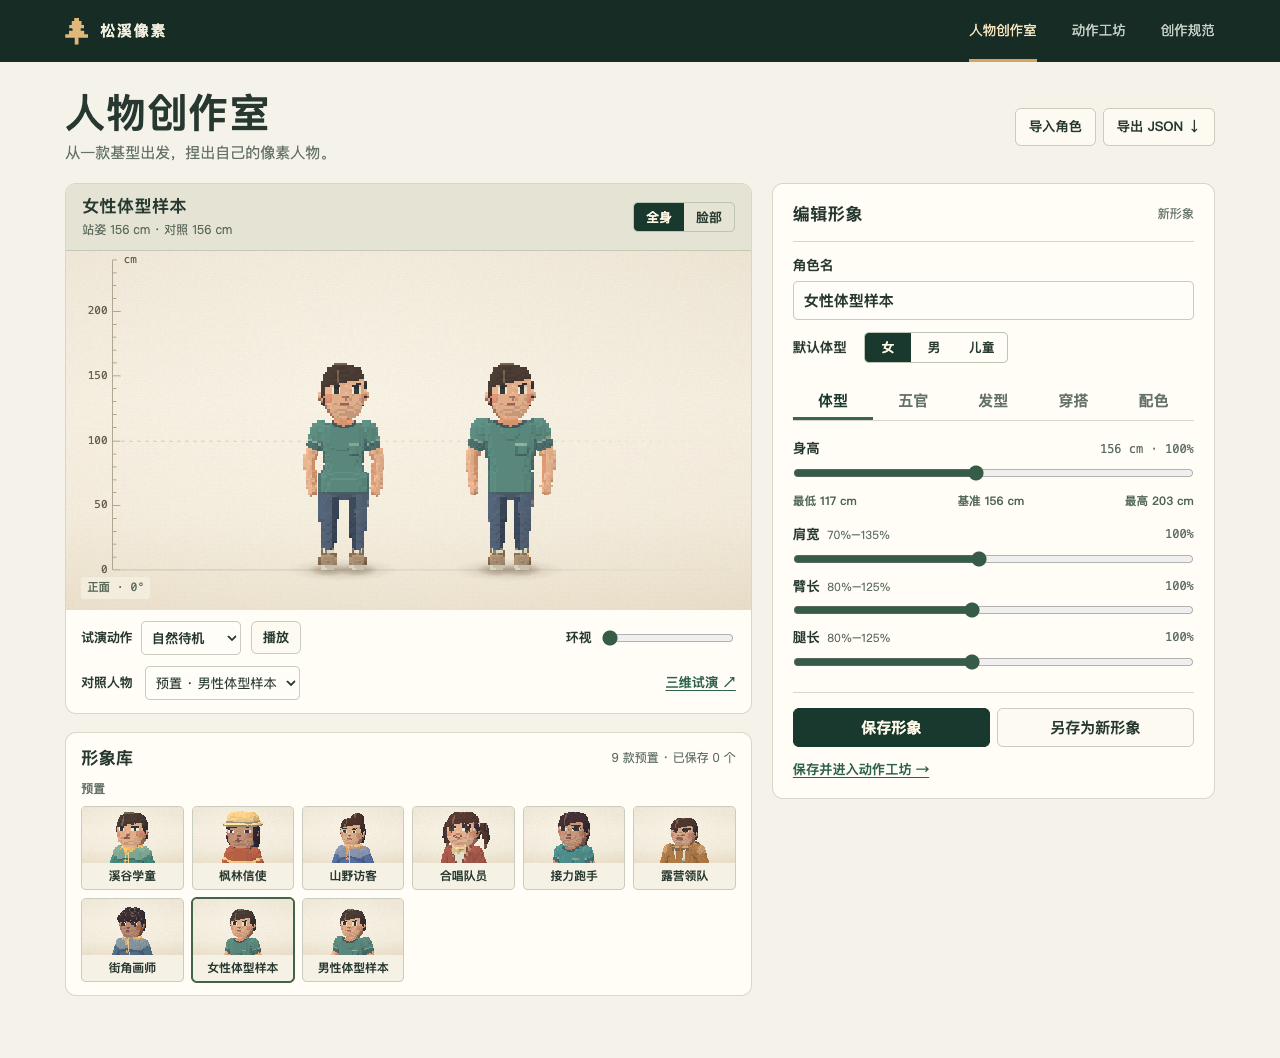 松溪像素
人物创作室 动作工坊 创作规范
人物创作室
从一款基型出发，捏出自己的像素人物。
导入角色 导出 JSON ↓
女性体型样本
站姿 156 cm · 对照 156 cm
全身 脸部
cm
200
150
100
50
0
正面 · 0°
试演动作 自然待机 播放 环视
对照人物 预置 · 男性体型样本 三维试演 ↗
形象库
9 款预置 · 已保存 0 个
预置
溪谷学童 枫林信使 山野访客 合唱队员 接力跑手 露营领队
街角画师 女性体型样本 男性体型样本
编辑形象 新形象
角色名
女性体型样本
默认体型 女 男 儿童
体型 五官 发型 穿搭 配色
身高 156 cm · 100%
最低 117 cm 基准 156 cm 最高 203 cm
肩宽 70%—135% 100%
臂长 80%—125% 100%
腿长 80%—125% 100%
保存形象 另存为新形象
保存并进入动作工坊 →